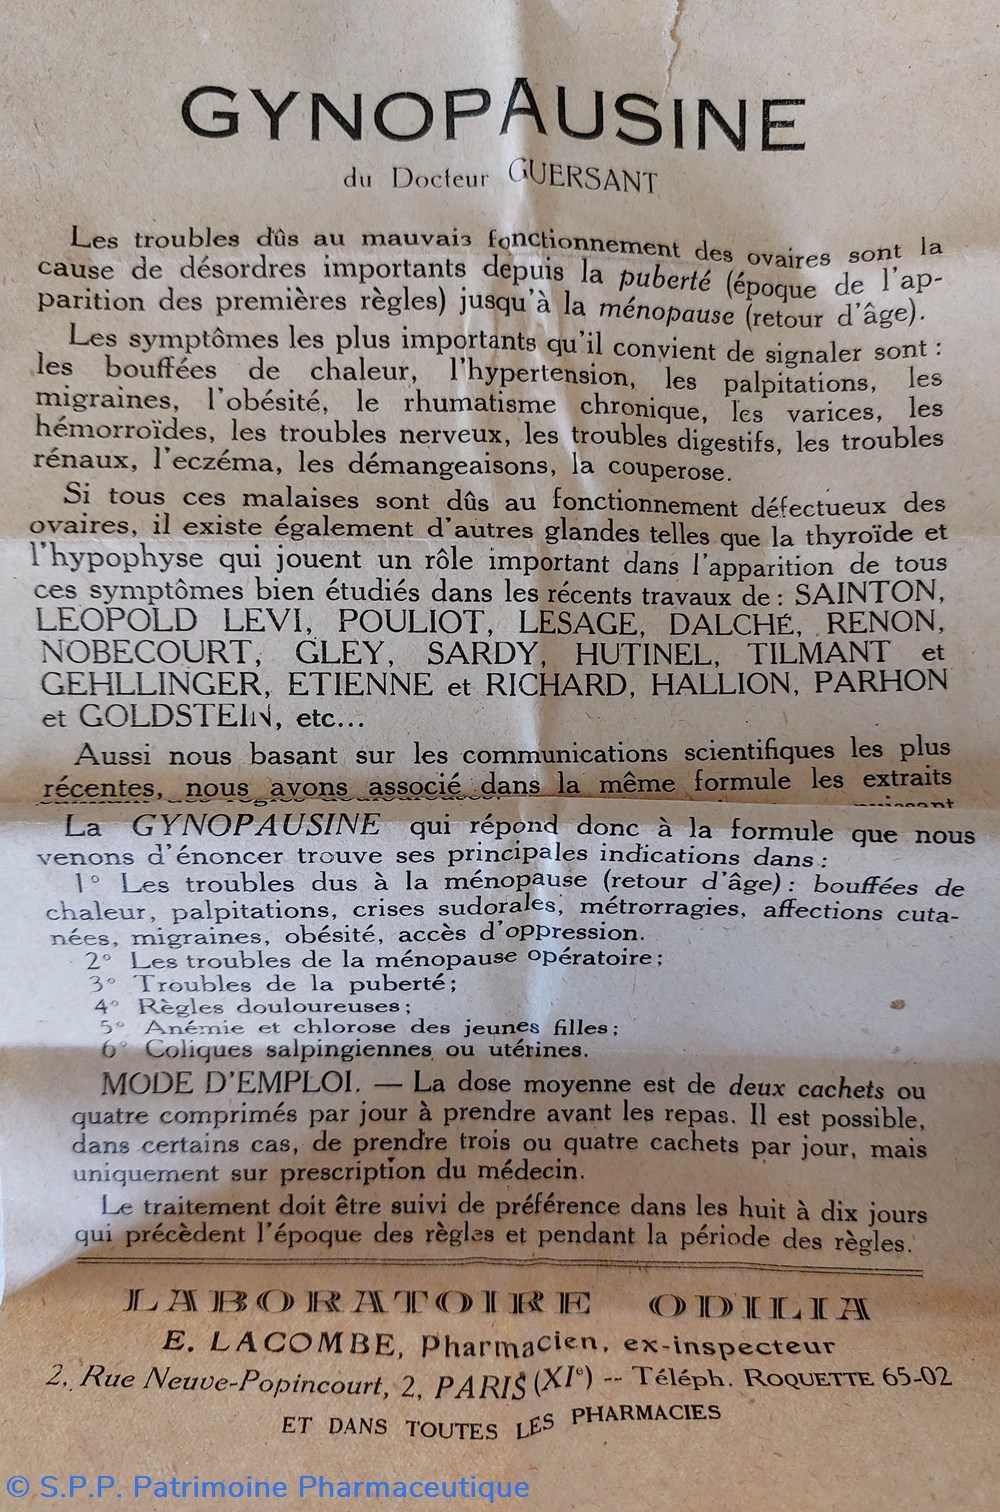 GYNOPAUSINE
du Docteur GUERSANT
Les troubles dûs au mauvais fonctionnement des ovaires sont la
cause de désordres importants depuis la puberté (époque de l'ap-
parition des premières règles) jusqu'à la ménopause (retour d'âge).
Les symptômes les plus importants qu'il convient de signaler sont :
les bouffées de chaleur, l'hypertension, les palpitations, les
migraines, l'obésité, le rhumatisme chronique, les varices, les
hémorroïdes, les troubles nerveux, les troubles digestifs, les troubles
rénaux, l'eczéma, les démangeaisons, la couperose.
Si tous ces malaises sont dûs au fonctionnement défectueux des
ovaires, il existe également d'autres glandes telles que la thyroïde et
l'hypophyse qui jouent un rôle important dans l'apparition de tous
ces symptômes bien étudiés dans les récents travaux de : SAINTON,
LEOPOLD LEVI, POULIOT, LESAGE, DALCHÉ, RENON,
NOBECOURT, GLEY, SARDY, HUTINEL, TILMANT et
GEHLLINGER, ETIENNE et RICHARD, HALLION, PARHON
et GOLDSTEIN, etc...
Aussi nous basant sur les communications scientifiques les plus
récentes, nous avons associé dans la même formule les extraits
La GYNOPAUSINE qui répond donc à la formule que nous
venons d'énoncer trouve ses principales indications dans :
1° Les troubles dus à la ménopause (retour d'âge) : bouffées de
chaleur, palpitations, crises sudorales, métrorragies, affections cuta-
nées, migraines, obésité, accès d'oppression.
2° Les troubles de la ménopause opératoire ;
3° Troubles de la puberté ;
4° Règles douloureuses ;
5° Anémie et chlorose des jeunes filles ;
6° Coliques salpingiennes ou utérines.
MODE D'EMPLOI. — La dose moyenne est de deux cachets ou
quatre comprimés par jour à prendre avant les repas. Il est possible,
dans certains cas, de prendre trois ou quatre cachets par jour, mais
uniquement sur prescription du médecin.
Le traitement doit être suivi de préférence dans les huit à dix jours
qui précèdent l'époque des règles et pendant la période des règles.
LABORATOIRE ODILIA
E. LACOMBE, Pharmacien, ex-inspecteur
2, Rue Neuve-Popincourt, 2, PARIS (XIe) -- Téléph. ROQUETTE 65-02
ET DANS TOUTES LES PHARMACIES
© S.P.P. Patrimoine Pharmaceutique